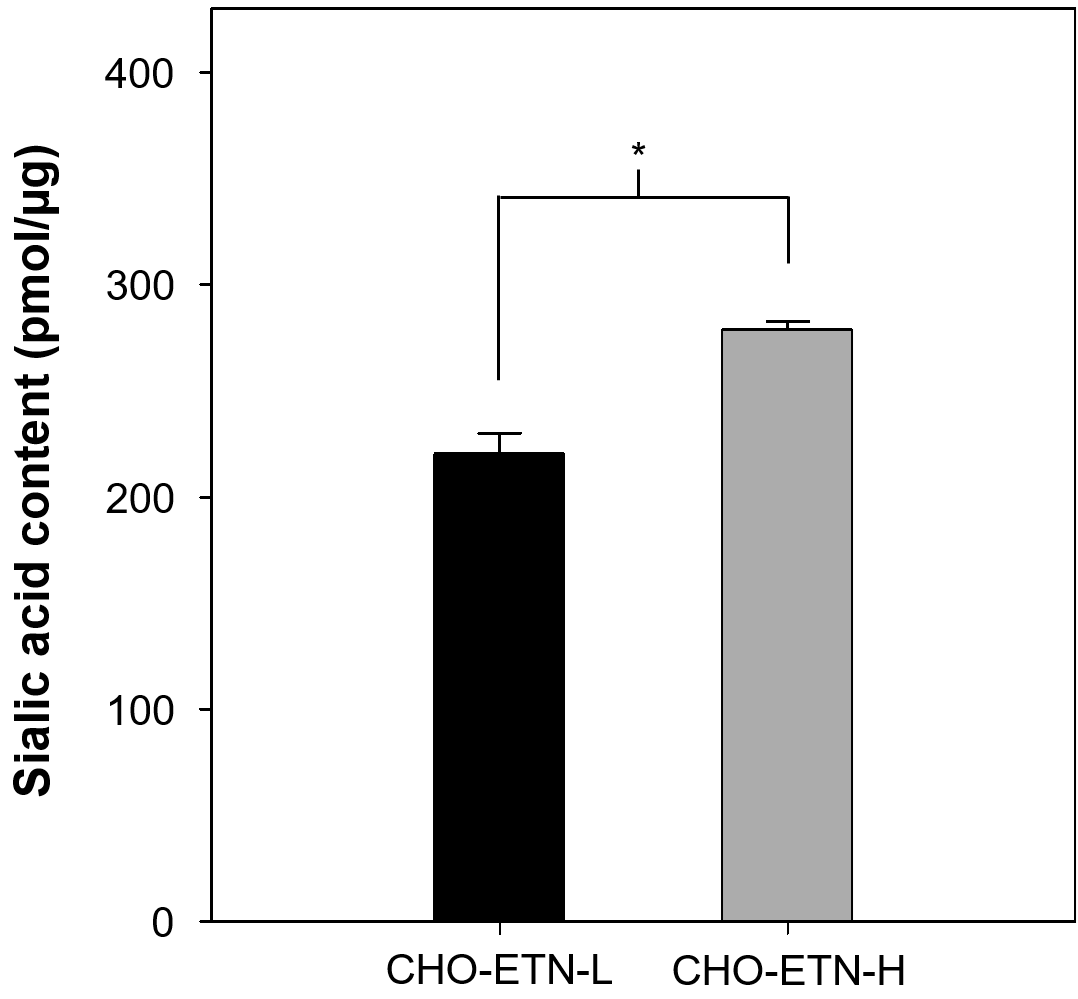 Sialic acid content (pmol/µg)
400
300
200
100
0
*
CHO-ETN-L
CHO-ETN-H